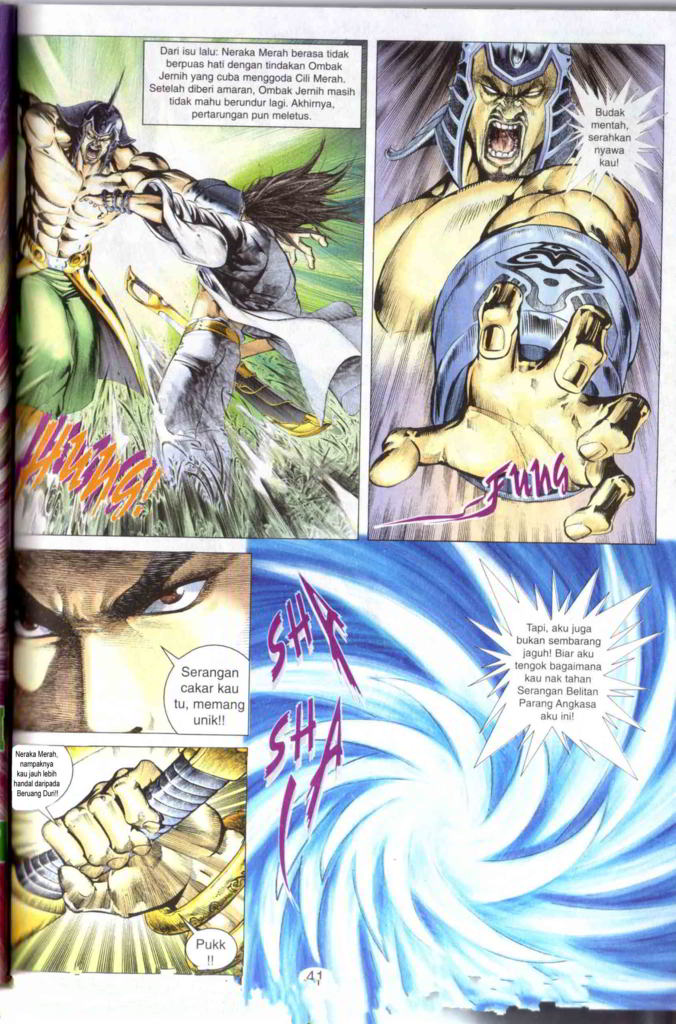 Dari isu lalu: Neraka Merah berasa tidak
berpuas hati dengan tindakan Ombak
Jernih yang cuba menggoda Cili Merah.
Setelah diberi amaran, Ombak Jernih masih
tidak mahu berundur lagi. Akhirnya,
pertarungan pun meletus.
Budak
mentah,
serahkan
nyawa
kau!
HUNG!
FUNG
Serangan
cakar kau
tu, memang
unik!!
SHA
SHA
Tapi, aku juga
bukan sembarang
jaguh! Biar aku
tengok bagaimana
kau nak tahan
Serangan Belitan
Parang Angkasa
aku ini!
Neraka Merah,
nampaknya
kau jauh lebih
handal daripada
Beruang Duri!!
Pukk
!!
41